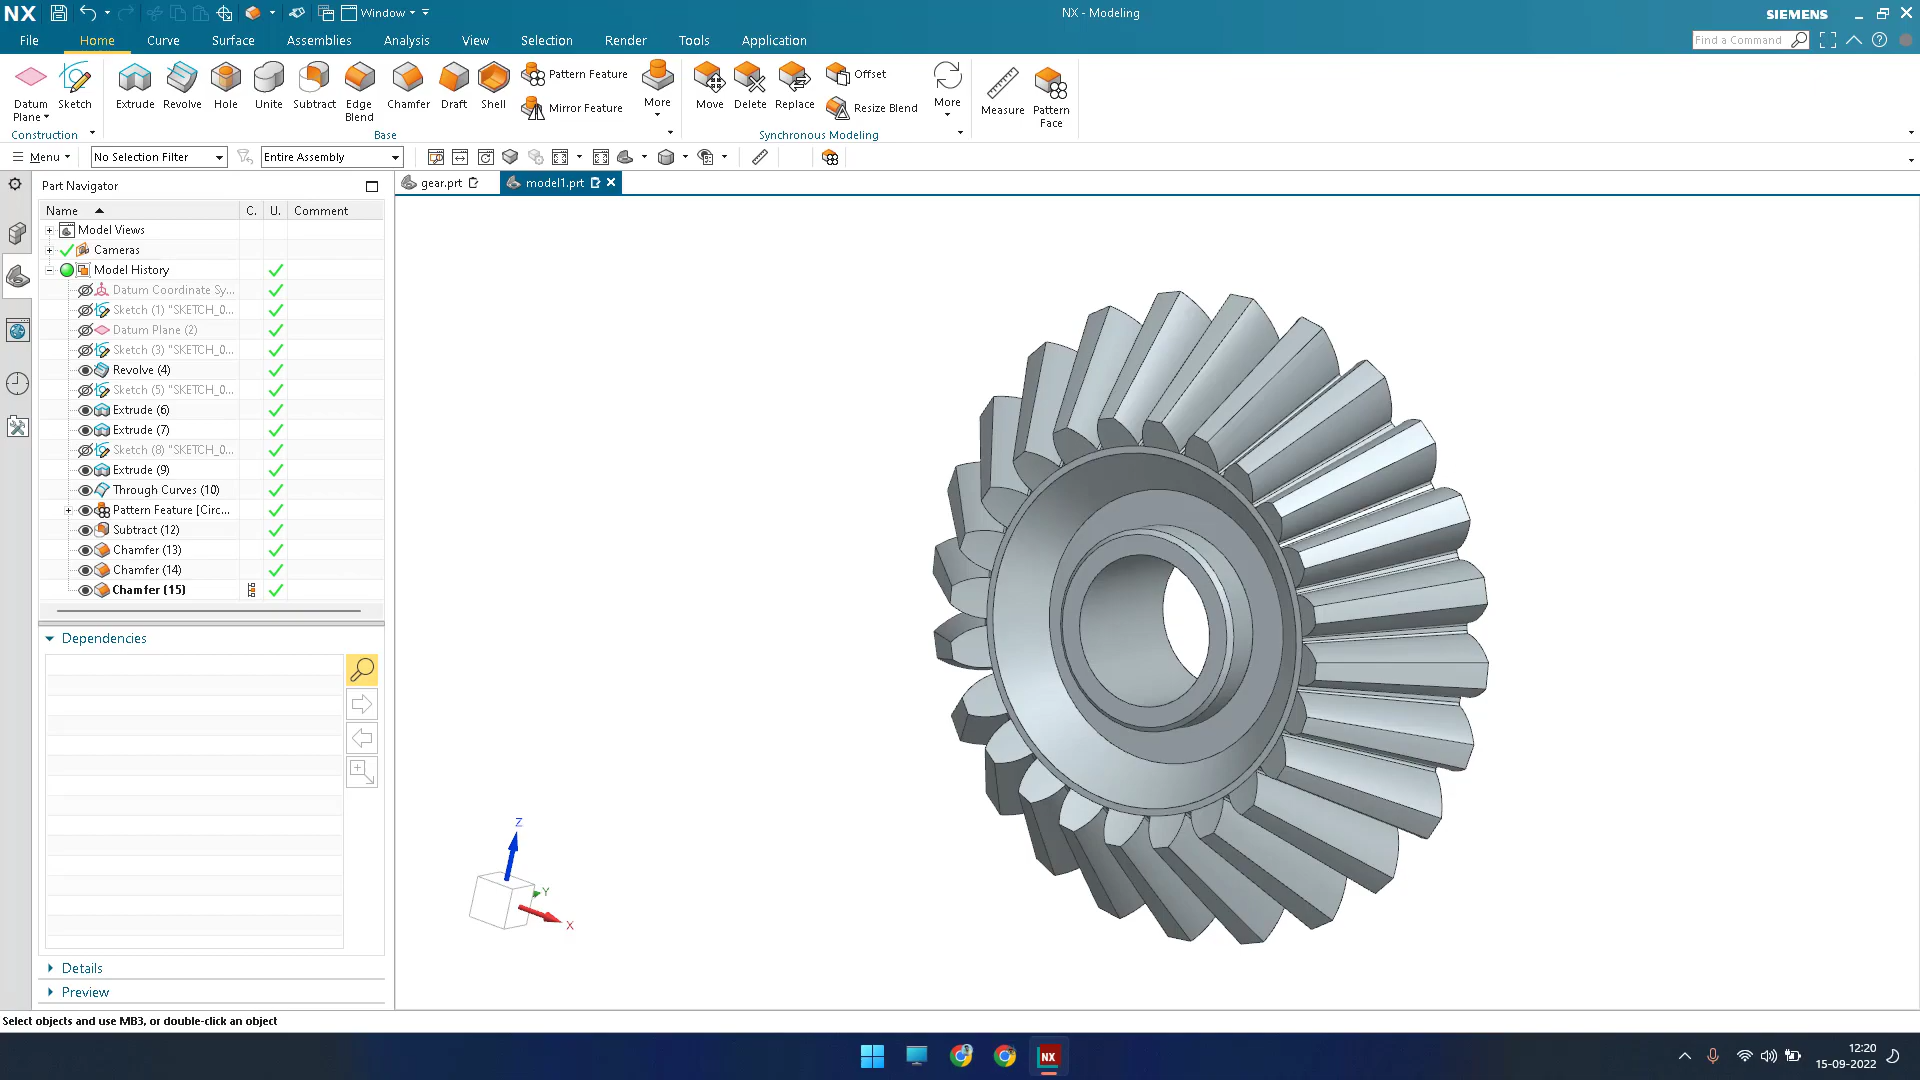 NX
Window
NX - Modeling
SIEMENS
File Home Curve Surface Assemblies Analysis View Selection Render Tools Application
Find a Command
Datum Plane
Sketch
Extrude
Revolve
Hole
Unite
Subtract
Edge Blend
Chamfer
Draft
Shell
Pattern Feature
Mirror Feature
More
Move
Delete
Replace
Offset
Resize Blend
More
Measure
Pattern Face
Construction
Base
Synchronous Modeling
Menu
No Selection Filter
Entire Assembly
Part Navigator
gear.prt
model1.prt
Name C. U. Comment
Model Views
Cameras
Model History
Datum Coordinate Sy...
Sketch (1) "SKETCH_0...
Datum Plane (2)
Sketch (3) "SKETCH_0...
Revolve (4)
Sketch (5) "SKETCH_0...
Extrude (6)
Extrude (7)
Sketch (8) "SKETCH_0...
Extrude (9)
Through Curves (10)
Pattern Feature [Circ...
Subtract (12)
Chamfer (13)
Chamfer (14)
Chamfer (15)
Dependencies
Z
Y
X
Details
Preview
Select objects and use MB3, or double-click an object
NX
12:20
15-09-2022